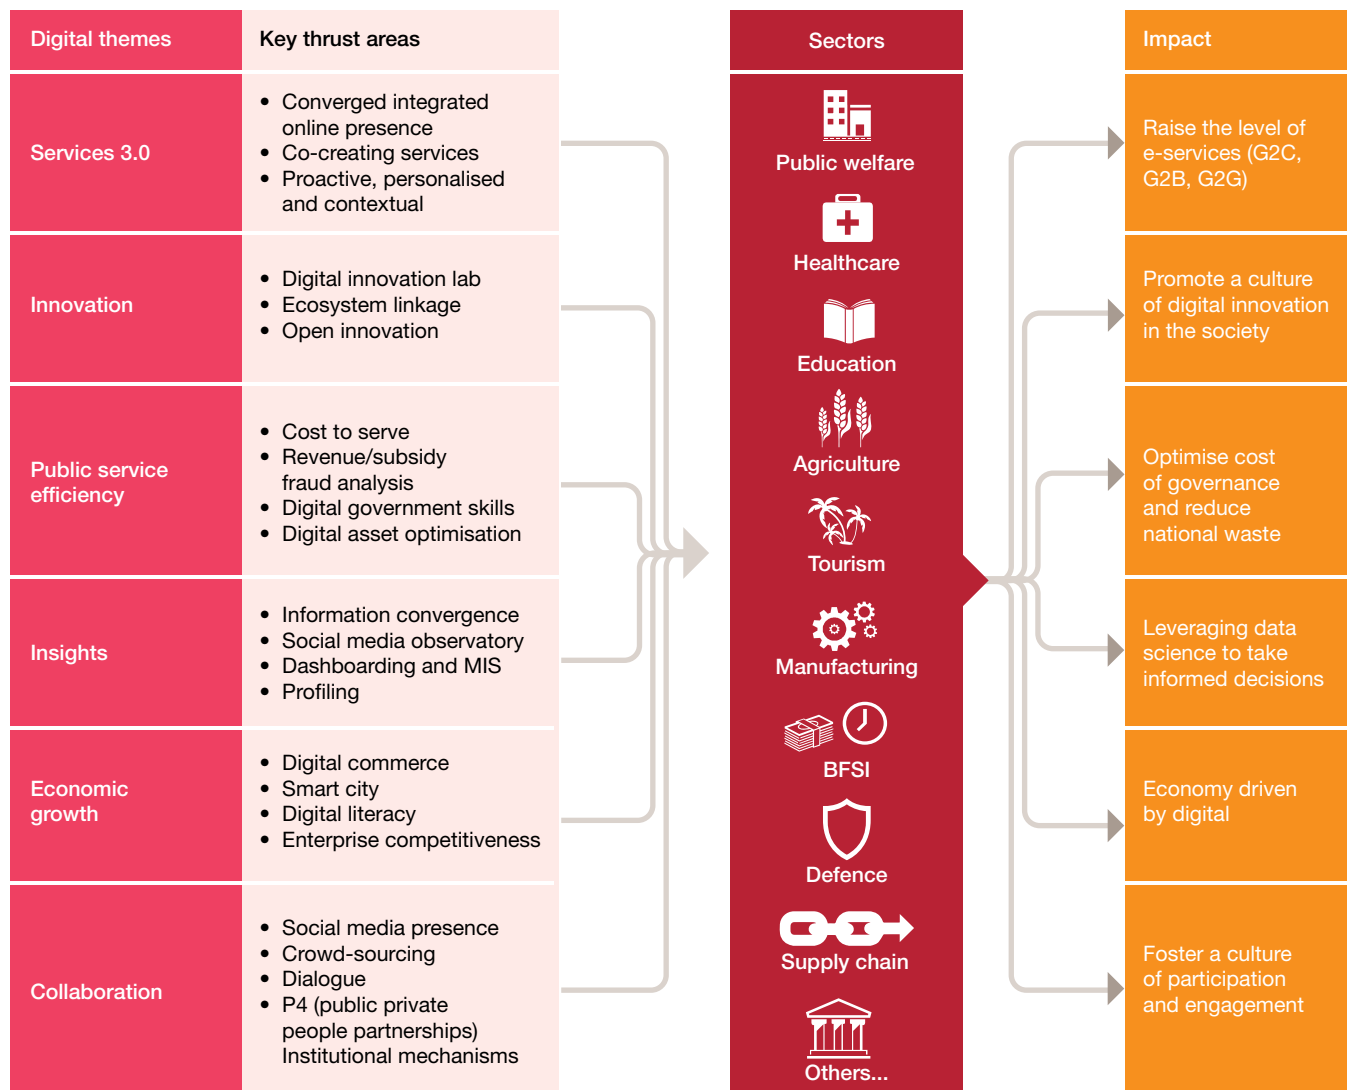 Digital themes
Key thrust areas
Services 3.0
• Converged integrated
online presence
• Co-creating services
• Proactive, personalised
and contextual
Innovation
• Digital innovation lab
• Ecosystem linkage
• Open innovation
Public service
efficiency
• Cost to serve
• Revenue/subsidy
fraud analysis
• Digital government skills
• Digital asset optimisation
Insights
• Information convergence
• Social media observatory
• Dashboarding and MIS
• Profiling
Economic
growth
• Digital commerce
• Smart city
• Digital literacy
• Enterprise competitiveness
Collaboration
• Social media presence
• Crowd-sourcing
• Dialogue
• P4 (public private
people partnerships)
Institutional mechanisms
Sectors
Public welfare
Healthcare
Education
Agriculture
Tourism
Manufacturing
BFSI
Defence
Supply chain
Others...
Impact
Raise the level of
e-services (G2C,
G2B, G2G)
Promote a culture
of digital innovation
in the society
Optimise cost
of governance
and reduce
national waste
Leveraging data
science to take
informed decisions
Economy driven
by digital
Foster a culture
of participation
and engagement